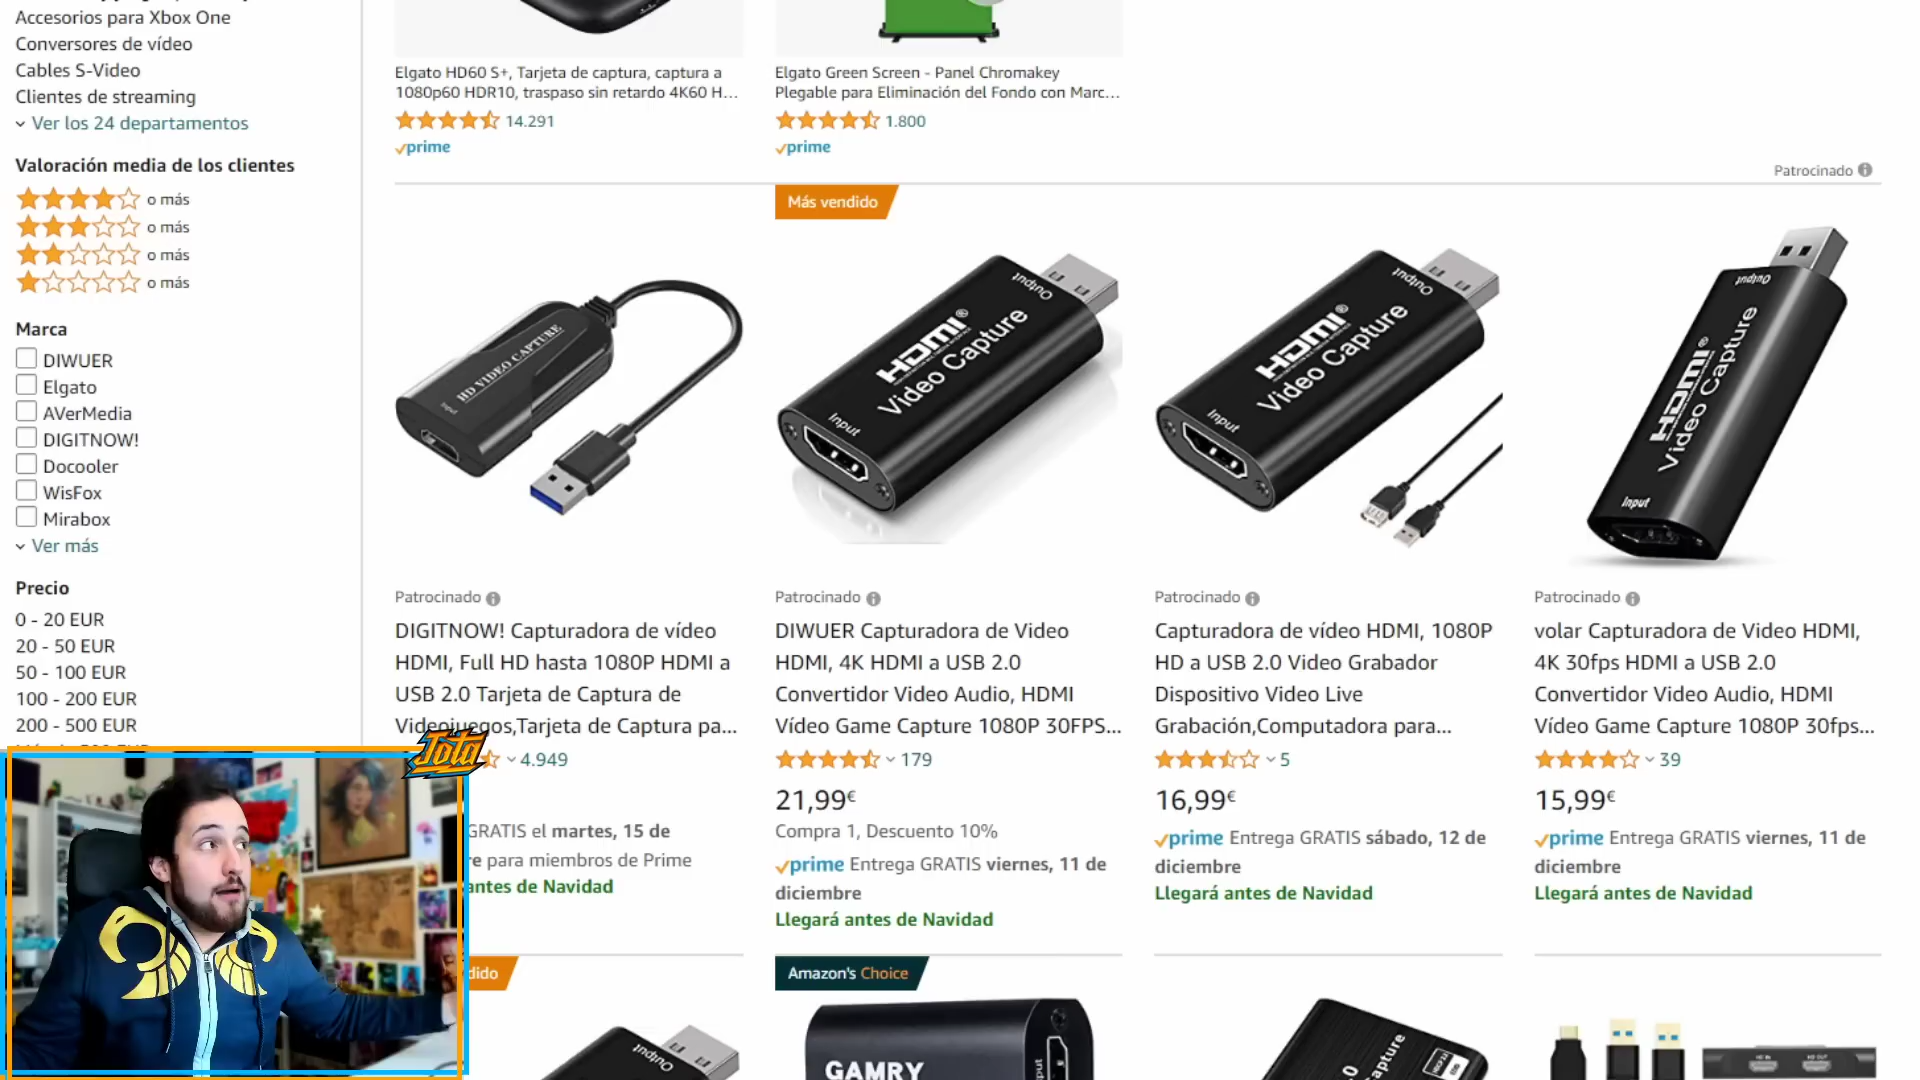 Accesorios para Xbox One
Conversores de vídeo
Cables S-Video
Clientes de streaming
Ver los 24 departamentos
Valoración media de los clientes
o más
o más
o más
o más
Marca
DIWUER
Elgato
AVerMedia
DIGITNOW!
Docooler
WisFox
Mirabox
Ver más
Precio
0 - 20 EUR
20 - 50 EUR
50 - 100 EUR
100 - 200 EUR
200 - 500 EUR
Elgato HD60 S+, Tarjeta de captura, captura a
1080p60 HDR10, traspaso sin retardo 4K60 H...
14.291
prime
Elgato Green Screen - Panel Chromakey
Plegable para Eliminación del Fondo con Marc...
1.800
prime
Patrocinado
HD VIDEO CAPTURE
Input
Patrocinado
DIGITNOW! Capturadora de vídeo
HDMI, Full HD hasta 1080P HDMI a
USB 2.0 Tarjeta de Captura de
Videojuegos,Tarjeta de Captura pa...
4.949
GRATIS el martes, 15 de
re para miembros de Prime
antes de Navidad
Más vendido
Output
HDMI®
Video Capture
Input
Patrocinado
DIWUER Capturadora de Video
HDMI, 4K HDMI a USB 2.0
Convertidor Video Audio, HDMI
Vídeo Game Capture 1080P 30FPS...
179
21,99€
Compra 1, Descuento 10%
prime Entrega GRATIS viernes, 11 de
diciembre
Llegará antes de Navidad
Output
HDMI®
Video Capture
Input
Patrocinado
Capturadora de vídeo HDMI, 1080P
HD a USB 2.0 Video Grabador
Dispositivo Video Live
Grabación,Computadora para...
5
16,99€
prime Entrega GRATIS sábado, 12 de
diciembre
Llegará antes de Navidad
Output
HDMI®
Video Capture
Input
Patrocinado
volar Capturadora de Video HDMI,
4K 30fps HDMI a USB 2.0
Convertidor Video Audio, HDMI
Vídeo Game Capture 1080P 30fps...
39
15,99€
prime Entrega GRATIS viernes, 11 de
diciembre
Llegará antes de Navidad
Jota
dido
Output
Amazon's Choice
GAMRY
put
.0
Capture
HD IN
HD OUT